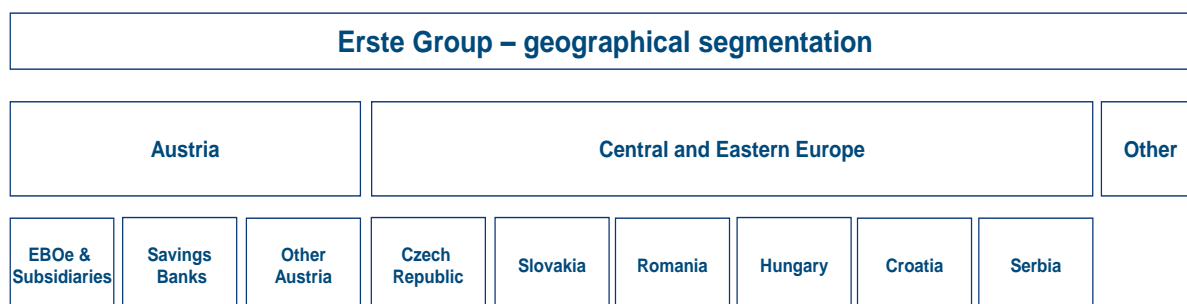 Erste Group – geographical segmentation
Austria
Central and Eastern Europe
Other
EBOe &
Subsidiaries
Savings
Banks
Other
Austria
Czech
Republic
Slovakia
Romania
Hungary
Croatia
Serbia